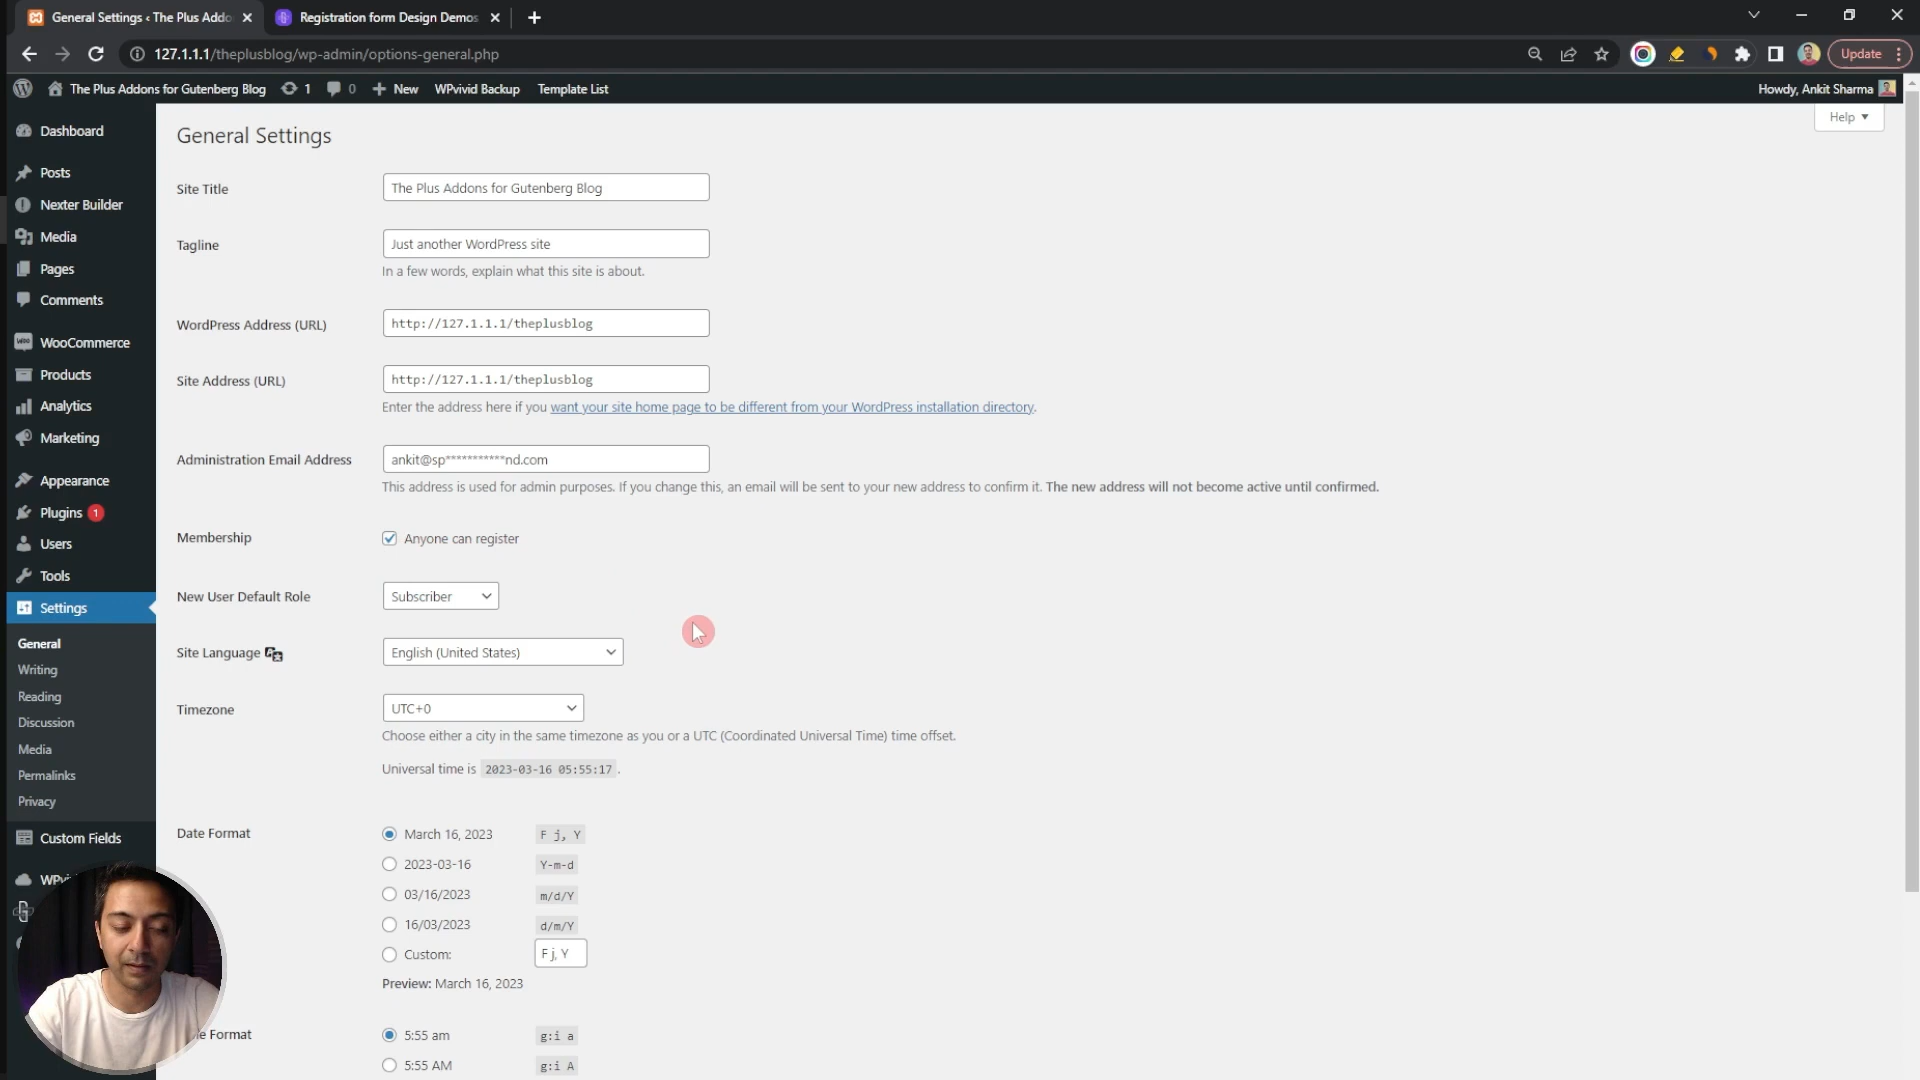 General Settings ‹ The Plus Addo
Registration form Design Demos
127.1.1.1/theplusblog/wp-admin/options-general.php
Update
The Plus Addons for Gutenberg Blog
1
0
New
WPvivid Backup
Template List
Howdy, Ankit Sharma
Help
Dashboard
Posts
Nexter Builder
Media
Pages
Comments
WooCommerce
Products
Analytics
Marketing
Appearance
Plugins 1
Users
Tools
Settings
General
Writing
Reading
Discussion
Media
Permalinks
Privacy
Custom Fields
WPvi
General Settings
Site Title
The Plus Addons for Gutenberg Blog
Tagline
Just another WordPress site
In a few words, explain what this site is about.
WordPress Address (URL)
http://127.1.1.1/theplusblog
Site Address (URL)
http://127.1.1.1/theplusblog
Enter the address here if you want your site home page to be different from your WordPress installation directory.
Administration Email Address
ankit@sp***********nd.com
This address is used for admin purposes. If you change this, an email will be sent to your new address to confirm it. The new address will not become active until confirmed.
Membership
Anyone can register
New User Default Role
Subscriber
Site Language
English (United States)
Timezone
UTC+0
Choose either a city in the same timezone as you or a UTC (Coordinated Universal Time) time offset.
Universal time is 2023-03-16 05:55:17 .
Date Format
March 16, 2023 F j, Y
2023-03-16 Y-m-d
03/16/2023 m/d/Y
16/03/2023 d/m/Y
Custom: F j, Y
Preview: March 16, 2023
e Format
5:55 am g:i a
5:55 AM g:i A